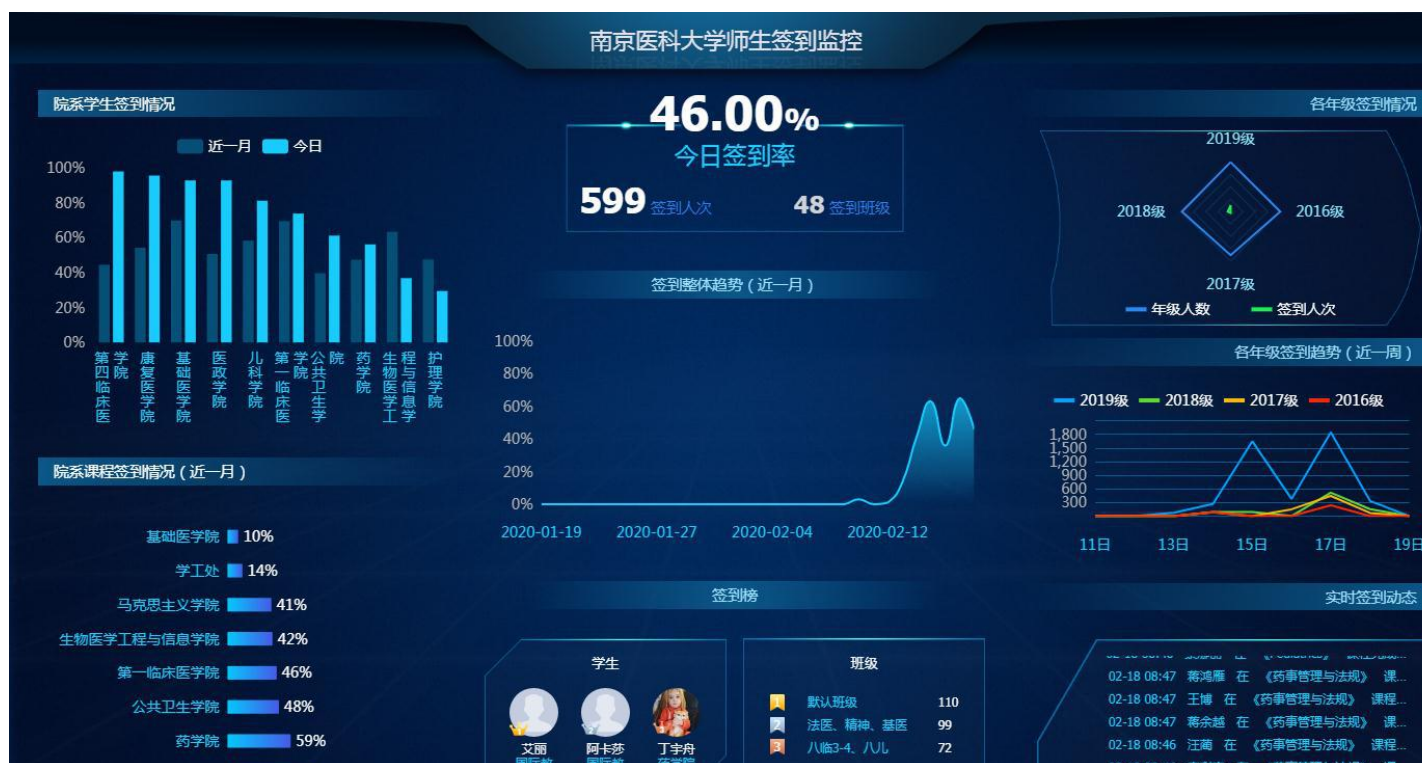 南京医科大学师生签到监控
院系学生签到情况
近一月 今日
100%
80%
60%
40%
20%
0%
第四临床医学院
康复医学院
基础医学院
医政学院
儿科学院
第一临床医学院
公共卫生学院
药学院
生物医学工程与信息学
护理学院
院系课程签到情况（近一月）
基础医学院 10%
学工处 14%
马克思主义学院 41%
生物医学工程与信息学院 42%
第一临床医学院 46%
公共卫生学院 48%
药学院 59%
46.00%
今日签到率
599 签到人次 48 签到班级
签到整体趋势（近一月）
100%
80%
60%
40%
20%
0%
2020-01-19 2020-01-27 2020-02-04 2020-02-12
签到榜
学生
艾丽 阿卡莎 丁宇舟
国际教 国际教 药学院
班级
1 默认班级 110
2 法医、精神、基医 99
3 八临3-4、八儿 72
各年级签到情况
2019级
2018级 4 2016级
2017级
年级人数 签到人次
各年级签到趋势（近一周）
2019级 2018级 2017级 2016级
1,800
1,500
1,200
900
600
300
11日 13日 15日 17日 19日
实时签到动态
02-18 08:47 蒋鸿雁 在 《药事管理与法规》 课...
02-18 08:47 王博 在 《药事管理与法规》 课程...
02-18 08:47 蒋余越 在 《药事管理与法规》 课...
02-18 08:46 汪蔺 在 《药事管理与法规》 课程...